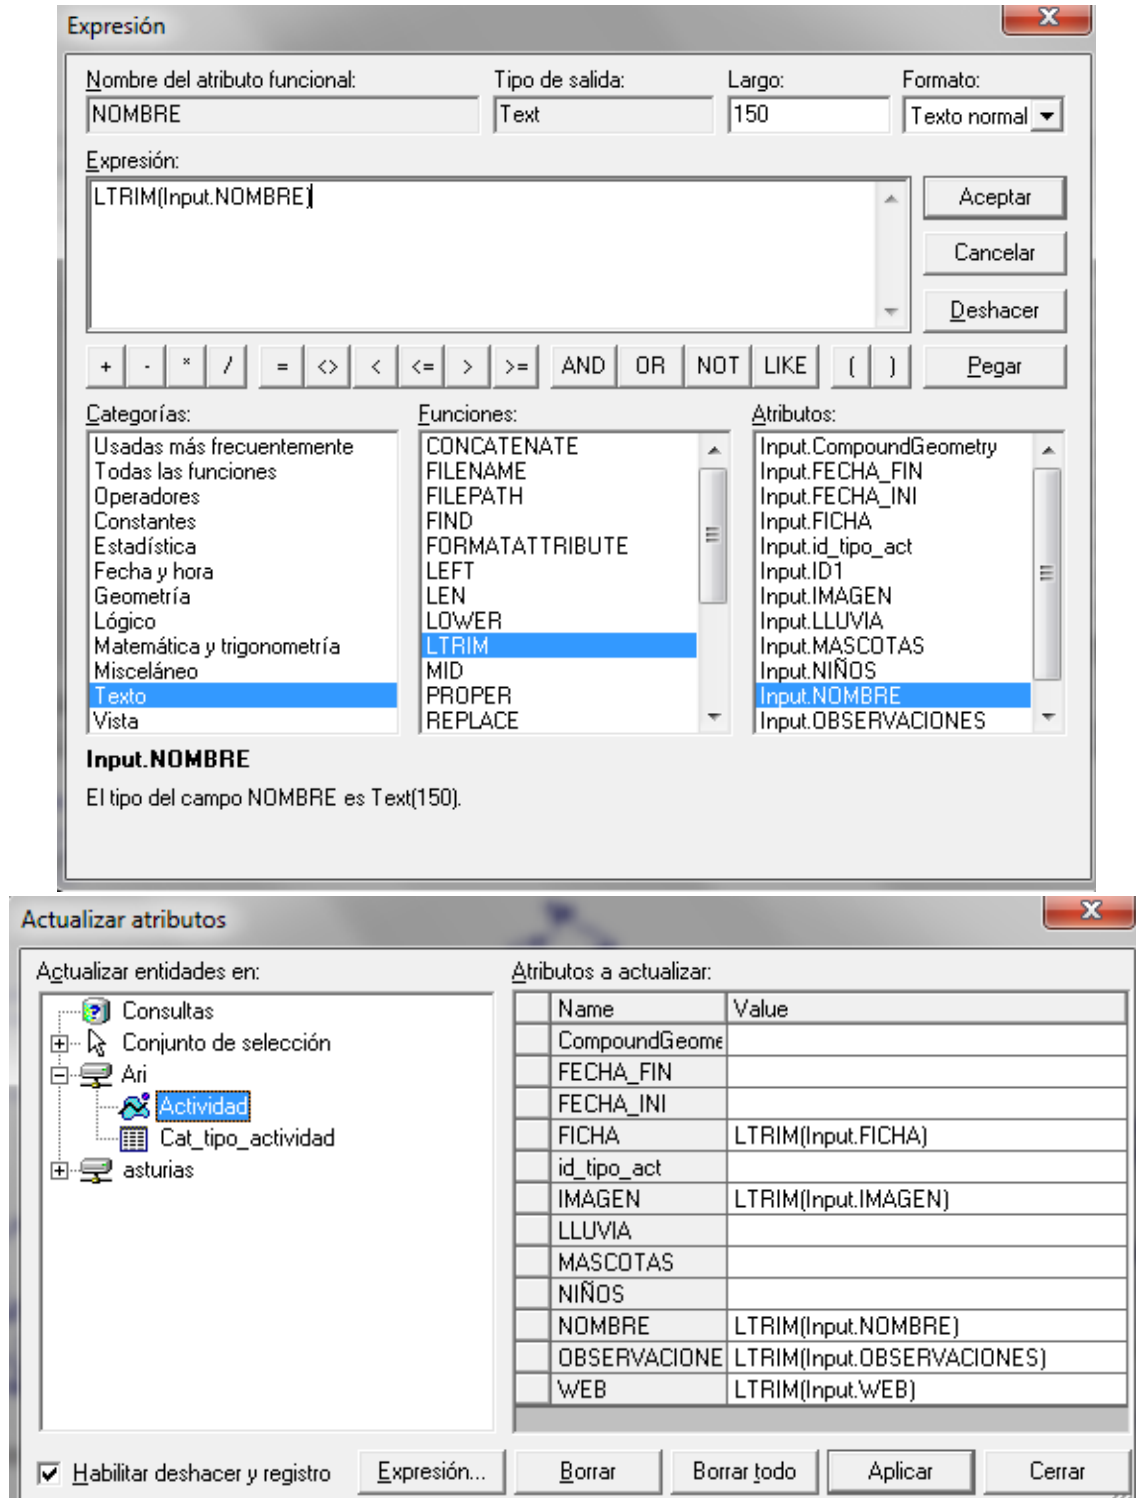 Expresión
Nombre del atributo funcional:
Tipo de salida:
Largo:
Formato:
NOMBRE
Text
150
Texto normal
Expresión:
LTRIM(Input.NOMBRE)
Aceptar
Cancelar
Deshacer
+ - * / = <> < <= > >= AND OR NOT LIKE ( ) Pegar
Categorías:
Usadas más frecuentemente
Todas las funciones
Operadores
Constantes
Estadística
Fecha y hora
Geometría
Lógico
Matemática y trigonometría
Misceláneo
Texto
Vista
Funciones:
CONCATENATE
FILENAME
FILEPATH
FIND
FORMATATTRIBUTE
LEFT
LEN
LOWER
LTRIM
MID
PROPER
REPLACE
Atributos:
Input.CompoundGeometry
Input.FECHA_FIN
Input.FECHA_INI
Input.FICHA
Input.id_tipo_act
Input.ID1
Input.IMAGEN
Input.LLUVIA
Input.MASCOTAS
Input.NIÑOS
Input.NOMBRE
Input.OBSERVACIONES
Input.NOMBRE
El tipo del campo NOMBRE es Text(150).
Actualizar atributos
Actualizar entidades en:
Consultas
Conjunto de selección
Ari
Actividad
Cat_tipo_actividad
asturias
Atributos a actualizar:
Name Value
CompoundGeome
FECHA_FIN
FECHA_INI
FICHA LTRIM(Input.FICHA)
id_tipo_act
IMAGEN LTRIM(Input.IMAGEN)
LLUVIA
MASCOTAS
NIÑOS
NOMBRE LTRIM(Input.NOMBRE)
OBSERVACIONE LTRIM(Input.OBSERVACIONES)
WEB LTRIM(Input.WEB)
Habilitar deshacer y registro
Expresión...
Borrar
Borrar todo
Aplicar
Cerrar